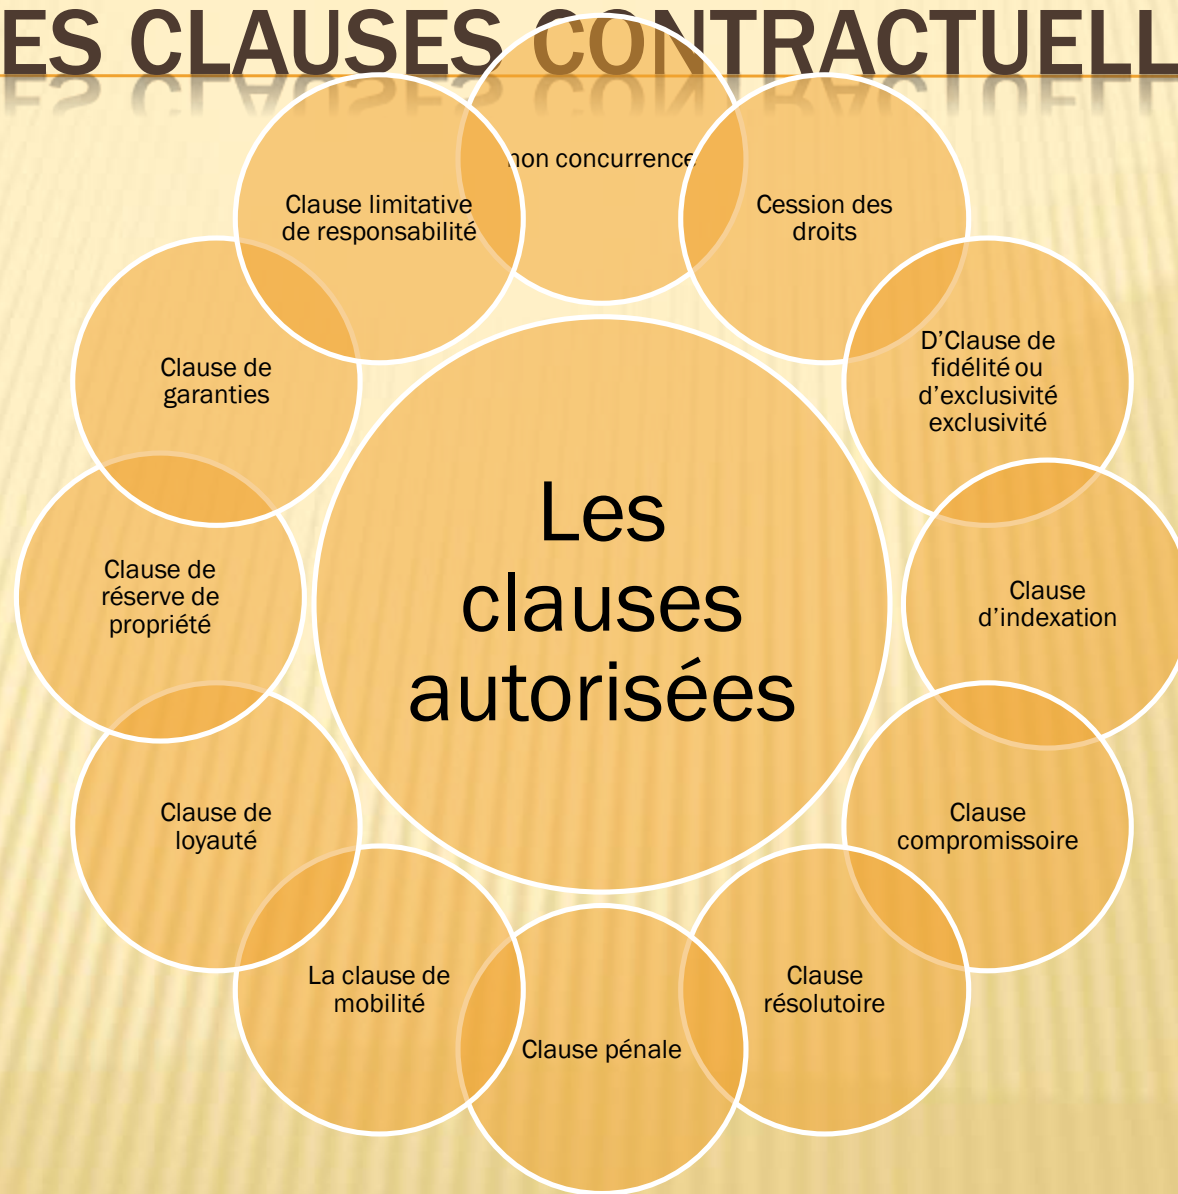 ES CLAUSES CONTRACTUELL
non concurrence
Cession des
droits
D’Clause de
fidélité ou
d’exclusivité
exclusivité
Clause
d’indexation
Clause
compromissoire
Clause
résolutoire
Clause pénale
La clause de
mobilité
Clause de
loyauté
Clause de
réserve de
propriété
Clause de
garanties
Clause limitative
de responsabilité
Les
clauses
autorisées